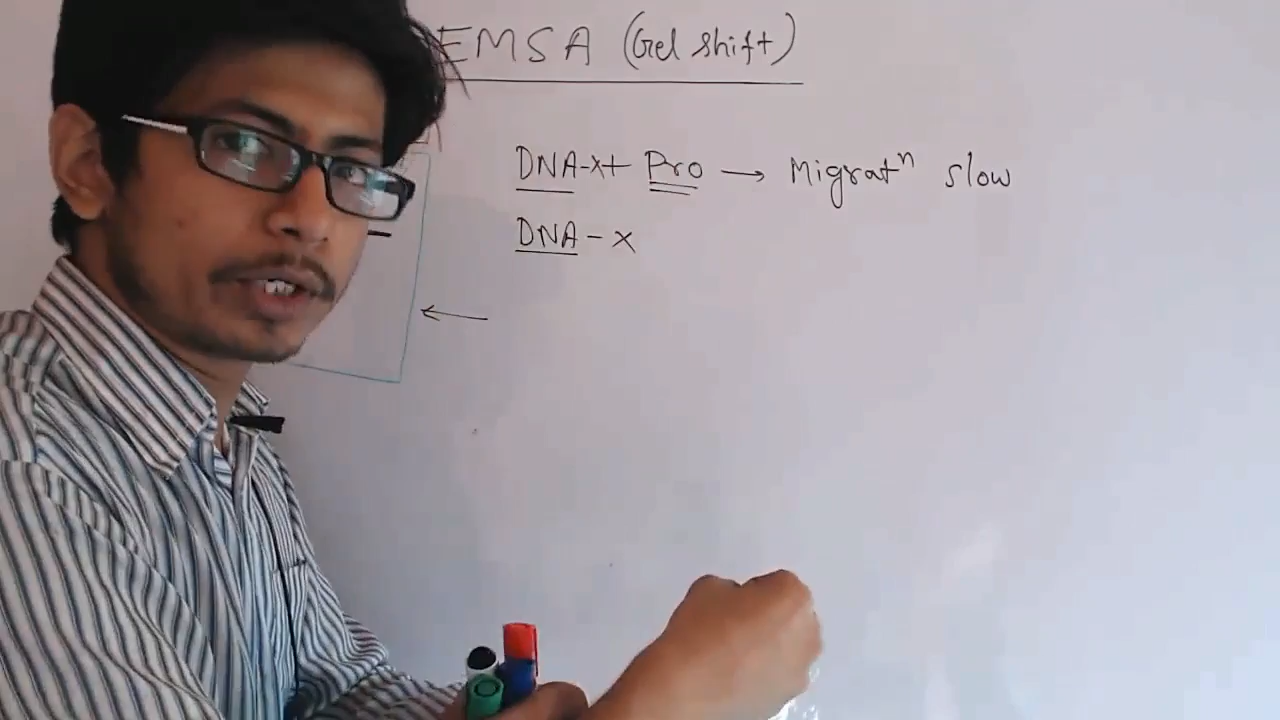 EMSA (Gel shift)
DNA-x+ Pro → Migratⁿ slow
DNA - x